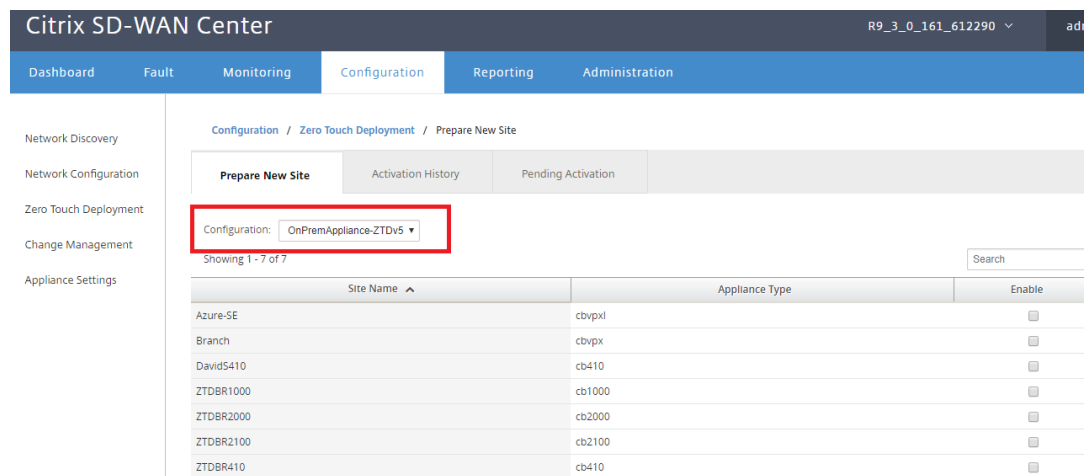 Citrix SD-WAN Center
R9_3_0_161_612290
Dashboard Fault Monitoring Configuration Reporting Administration
Network Discovery
Network Configuration
Zero Touch Deployment
Change Management
Appliance Settings
Configuration / Zero Touch Deployment / Prepare New Site
Prepare New Site Activation History Pending Activation
Configuration: OnPremAppliance-ZTDv5
Showing 1 - 7 of 7
Search
Site Name Appliance Type Enable
Azure-SE cbvpxl
Branch cbvpx
DavidS410 cb410
ZTDBR1000 cb1000
ZTDBR2000 cb2000
ZTDBR2100 cb2100
ZTDBR410 cb410